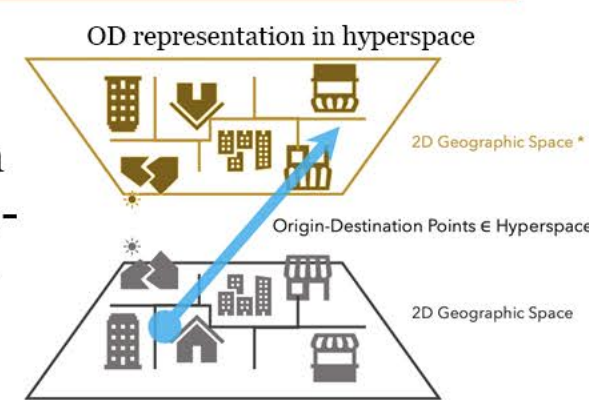 OD representation in hyperspace
2D Geographic Space *
Origin-Destination Points ∈ Hyperspace
2D Geographic Space